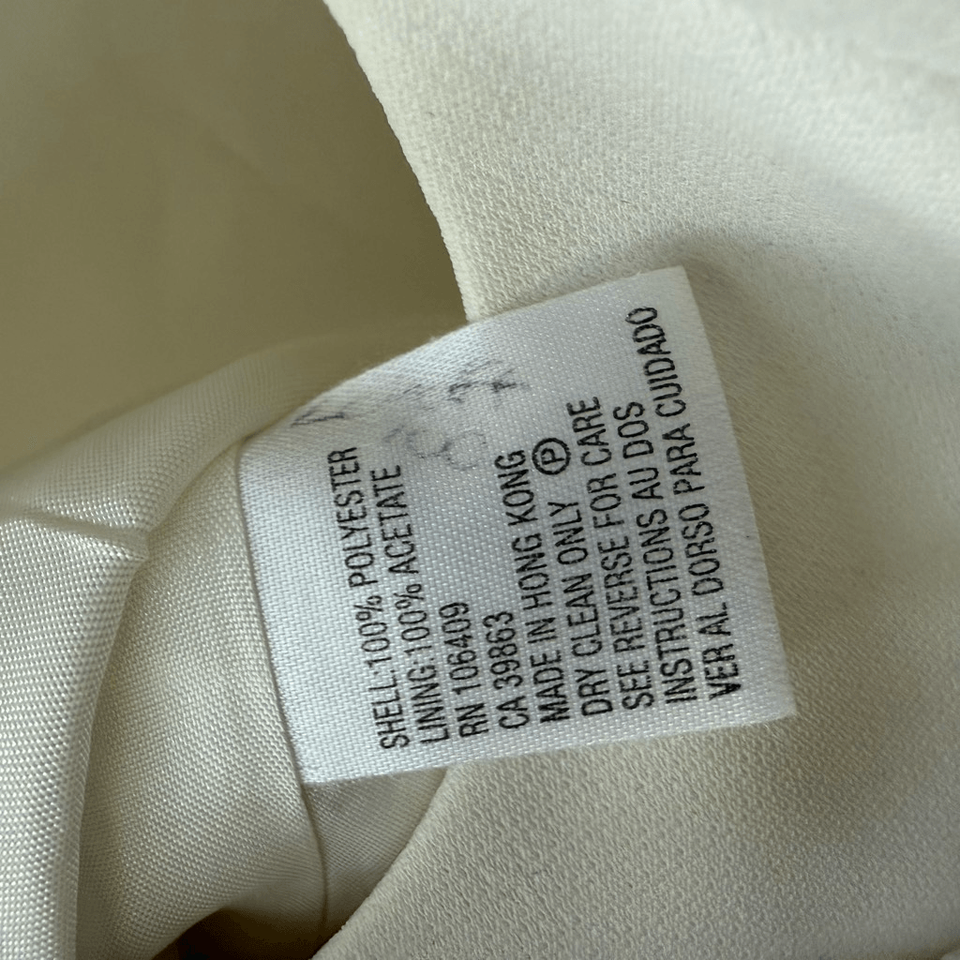 SHELL:100% POLYESTER
LINING:100% ACETATE
RN 106409
CA 39863
MADE IN HONG KONG
DRY CLEAN ONLY Ⓟ
SEE REVERSE FOR CARE
INSTRUCTIONS AU DOS
VER AL DORSO PARA CUIDADO